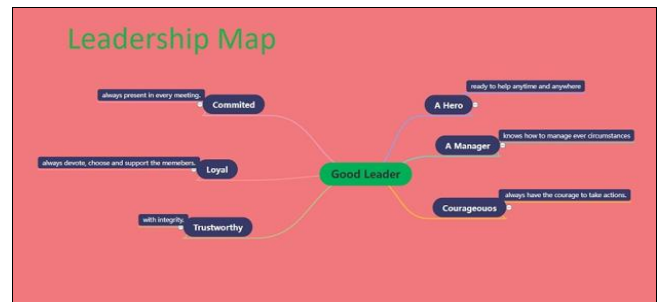 Leadership Map
always present in every meeting.
Commited
always devote, choose and support the memebers.
Loyal
with integrity.
Trustworthy
Good Leader
ready to help anytime and anywhere
A Hero
knows how to manage ever circumstances
A Manager
always have the courage to take actions.
Courageouos